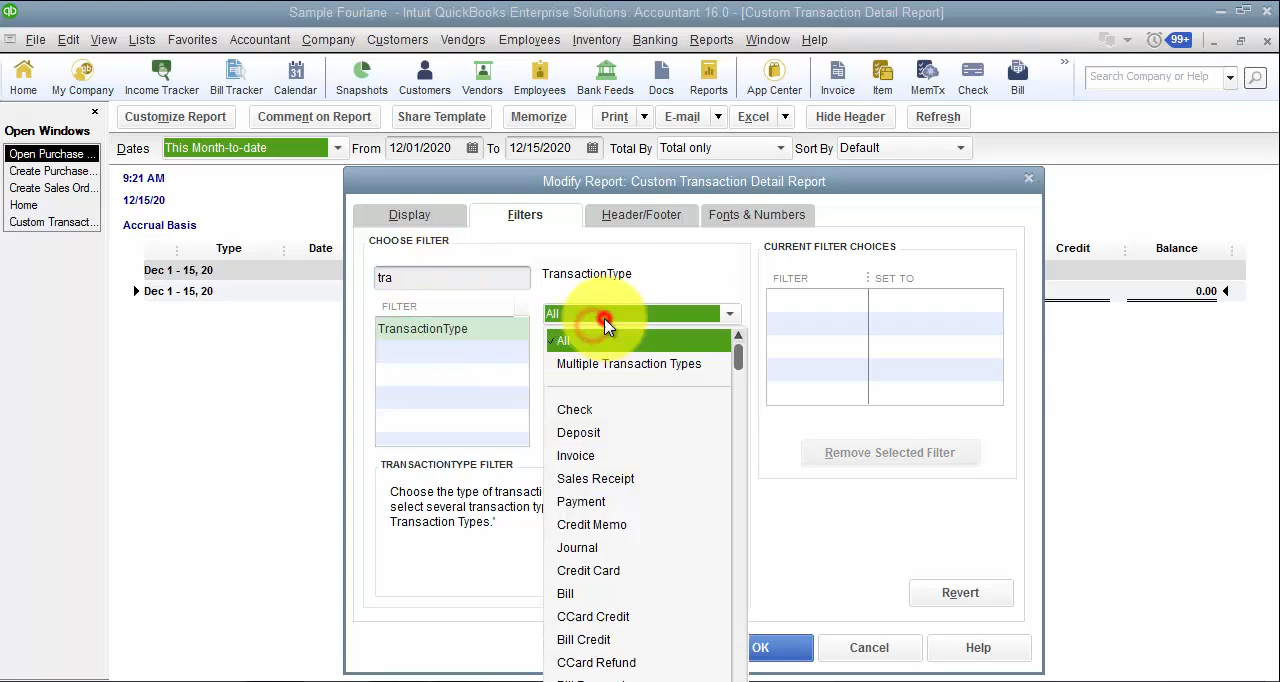 Sample Fourlane - Intuit QuickBooks Enterprise Solutions: Accountant 16.0 - [Custom Transaction Detail Report]
File Edit View Lists Favorites Accountant Company Customers Vendors Employees Inventory Banking Reports Window Help 99+
Home My Company Income Tracker Bill Tracker Calendar Snapshots Customers Vendors Employees Bank Feeds Docs Reports App Center Invoice Item MemTx Check Bill Search Company or Help
Customize Report Comment on Report Share Template Memorize Print E-mail Excel Hide Header Refresh
Open Windows
Open Purchase ...
Create Purchase...
Create Sales Ord...
Home
Custom Transact...
Dates This Month-to-date From 12/01/2020 To 12/15/2020 Total By Total only Sort By Default
9:21 AM
12/15/20
Accrual Basis
Type Date Credit Balance
Dec 1 - 15, 20
Dec 1 - 15, 20 0.00
Modify Report: Custom Transaction Detail Report
Display Filters Header/Footer Fonts & Numbers
CHOOSE FILTER
tra
FILTER
TransactionType
TransactionType
All
All
Multiple Transaction Types
Check
Deposit
Invoice
Sales Receipt
Payment
Credit Memo
Journal
Credit Card
Bill
CCard Credit
Bill Credit
CCard Refund
TRANSACTIONTYPE FILTER
Choose the type of transacti
select several transaction ty
Transaction Types.'
CURRENT FILTER CHOICES
FILTER SET TO
Remove Selected Filter
Revert
OK Cancel Help